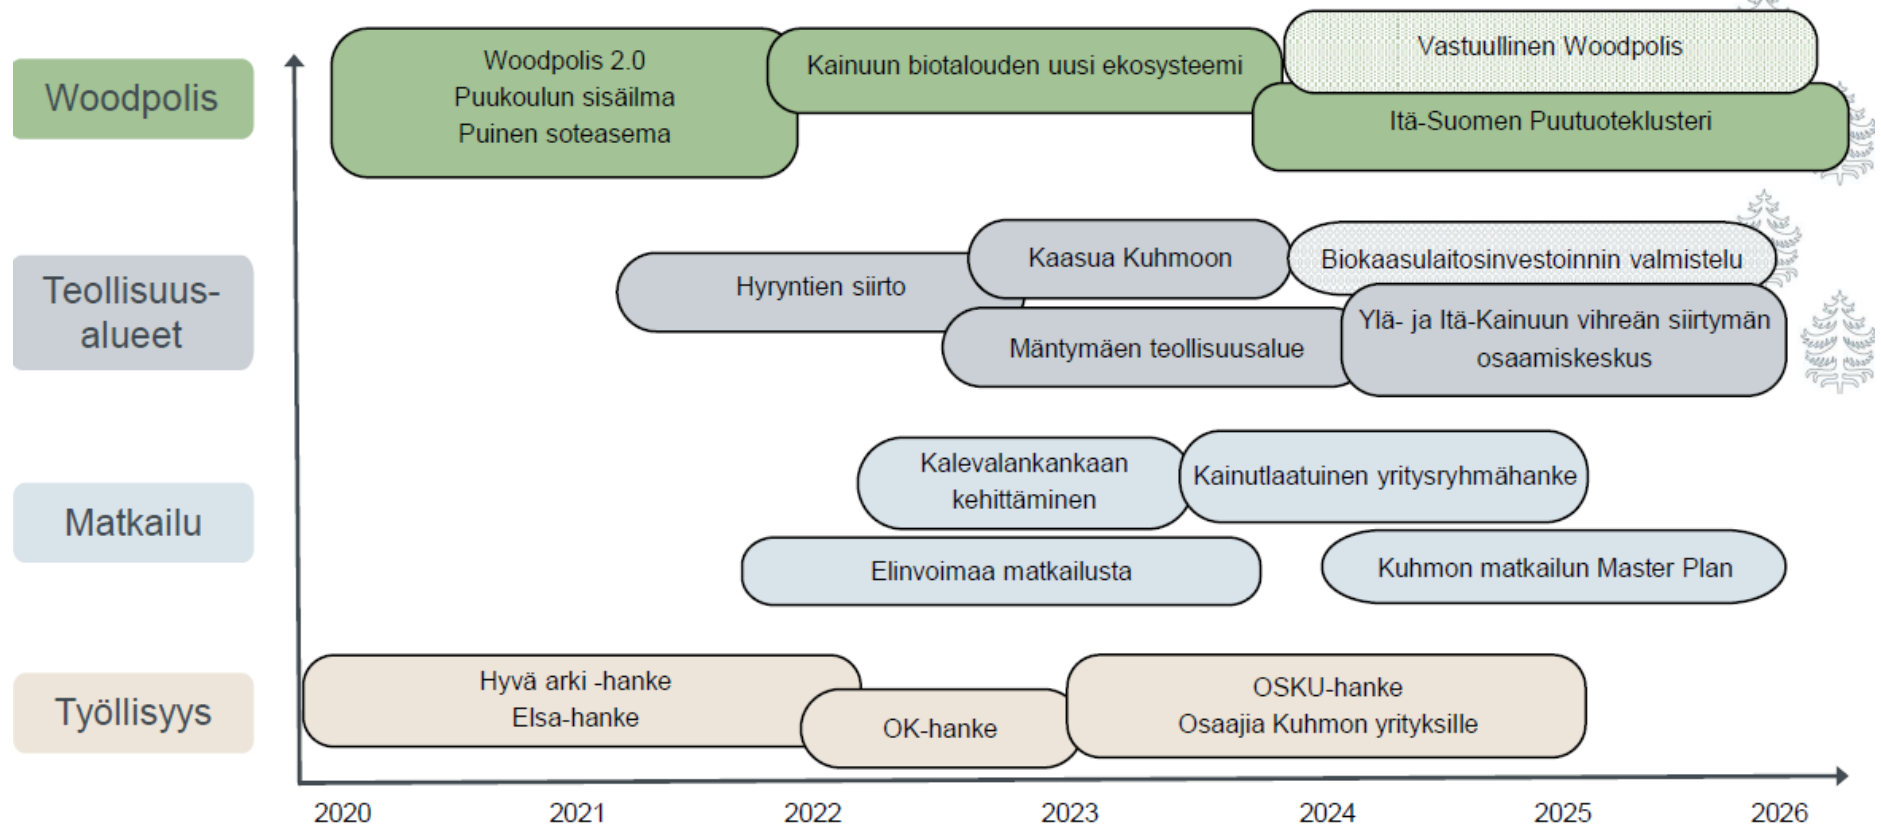 Woodpolis
Woodpolis 2.0
Puukoulun sisäilma
Puinen soteasema
Kainuun biotalouden uusi ekosysteemi
Vastuullinen Woodpolis
Itä-Suomen Puutuoteklusteri
Teollisuus-
alueet
Hyryntien siirto
Kaasua Kuhmoon
Mäntymäen teollisuusalue
Biokaasulaitosinvestoinnin valmistelu
Ylä- ja Itä-Kainuun vihreän siirtymän
osaamiskeskus
Matkailu
Kalevalankankaan
kehittäminen
Kainutlaatuinen yritysryhmähanke
Elinvoimaa matkailusta
Kuhmon matkailun Master Plan
Työllisyys
Hyvä arki -hanke
Elsa-hanke
OK-hanke
OSKU-hanke
Osaajia Kuhmon yrityksille
2020 2021 2022 2023 2024 2025 2026